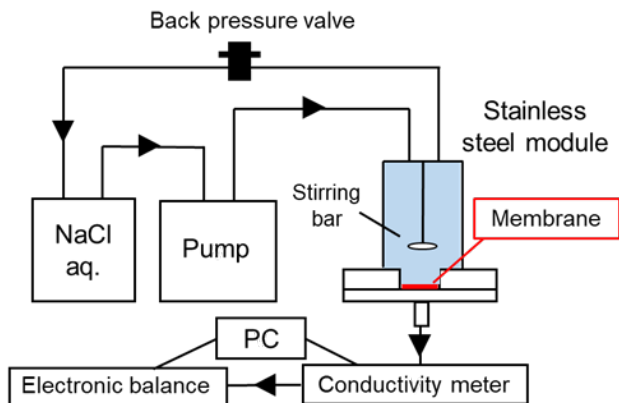 Back pressure valve
Stainless
steel module
Stirring
bar
Membrane
NaCl
aq.
Pump
PC
Electronic balance
Conductivity meter